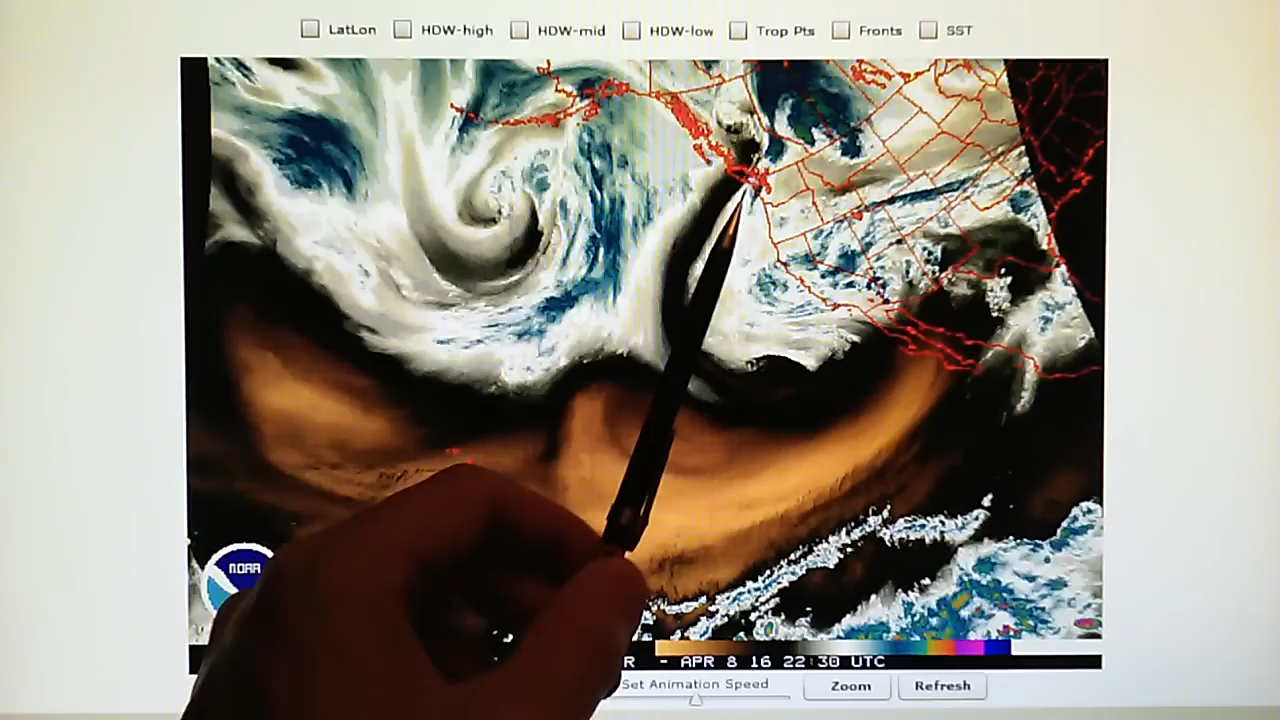 LatLon HDW-high HDW-mid HDW-low Trop Pts Fronts SST
NOAA
R - APR 8 16 22:30 UTC
Set Animation Speed Zoom Refresh